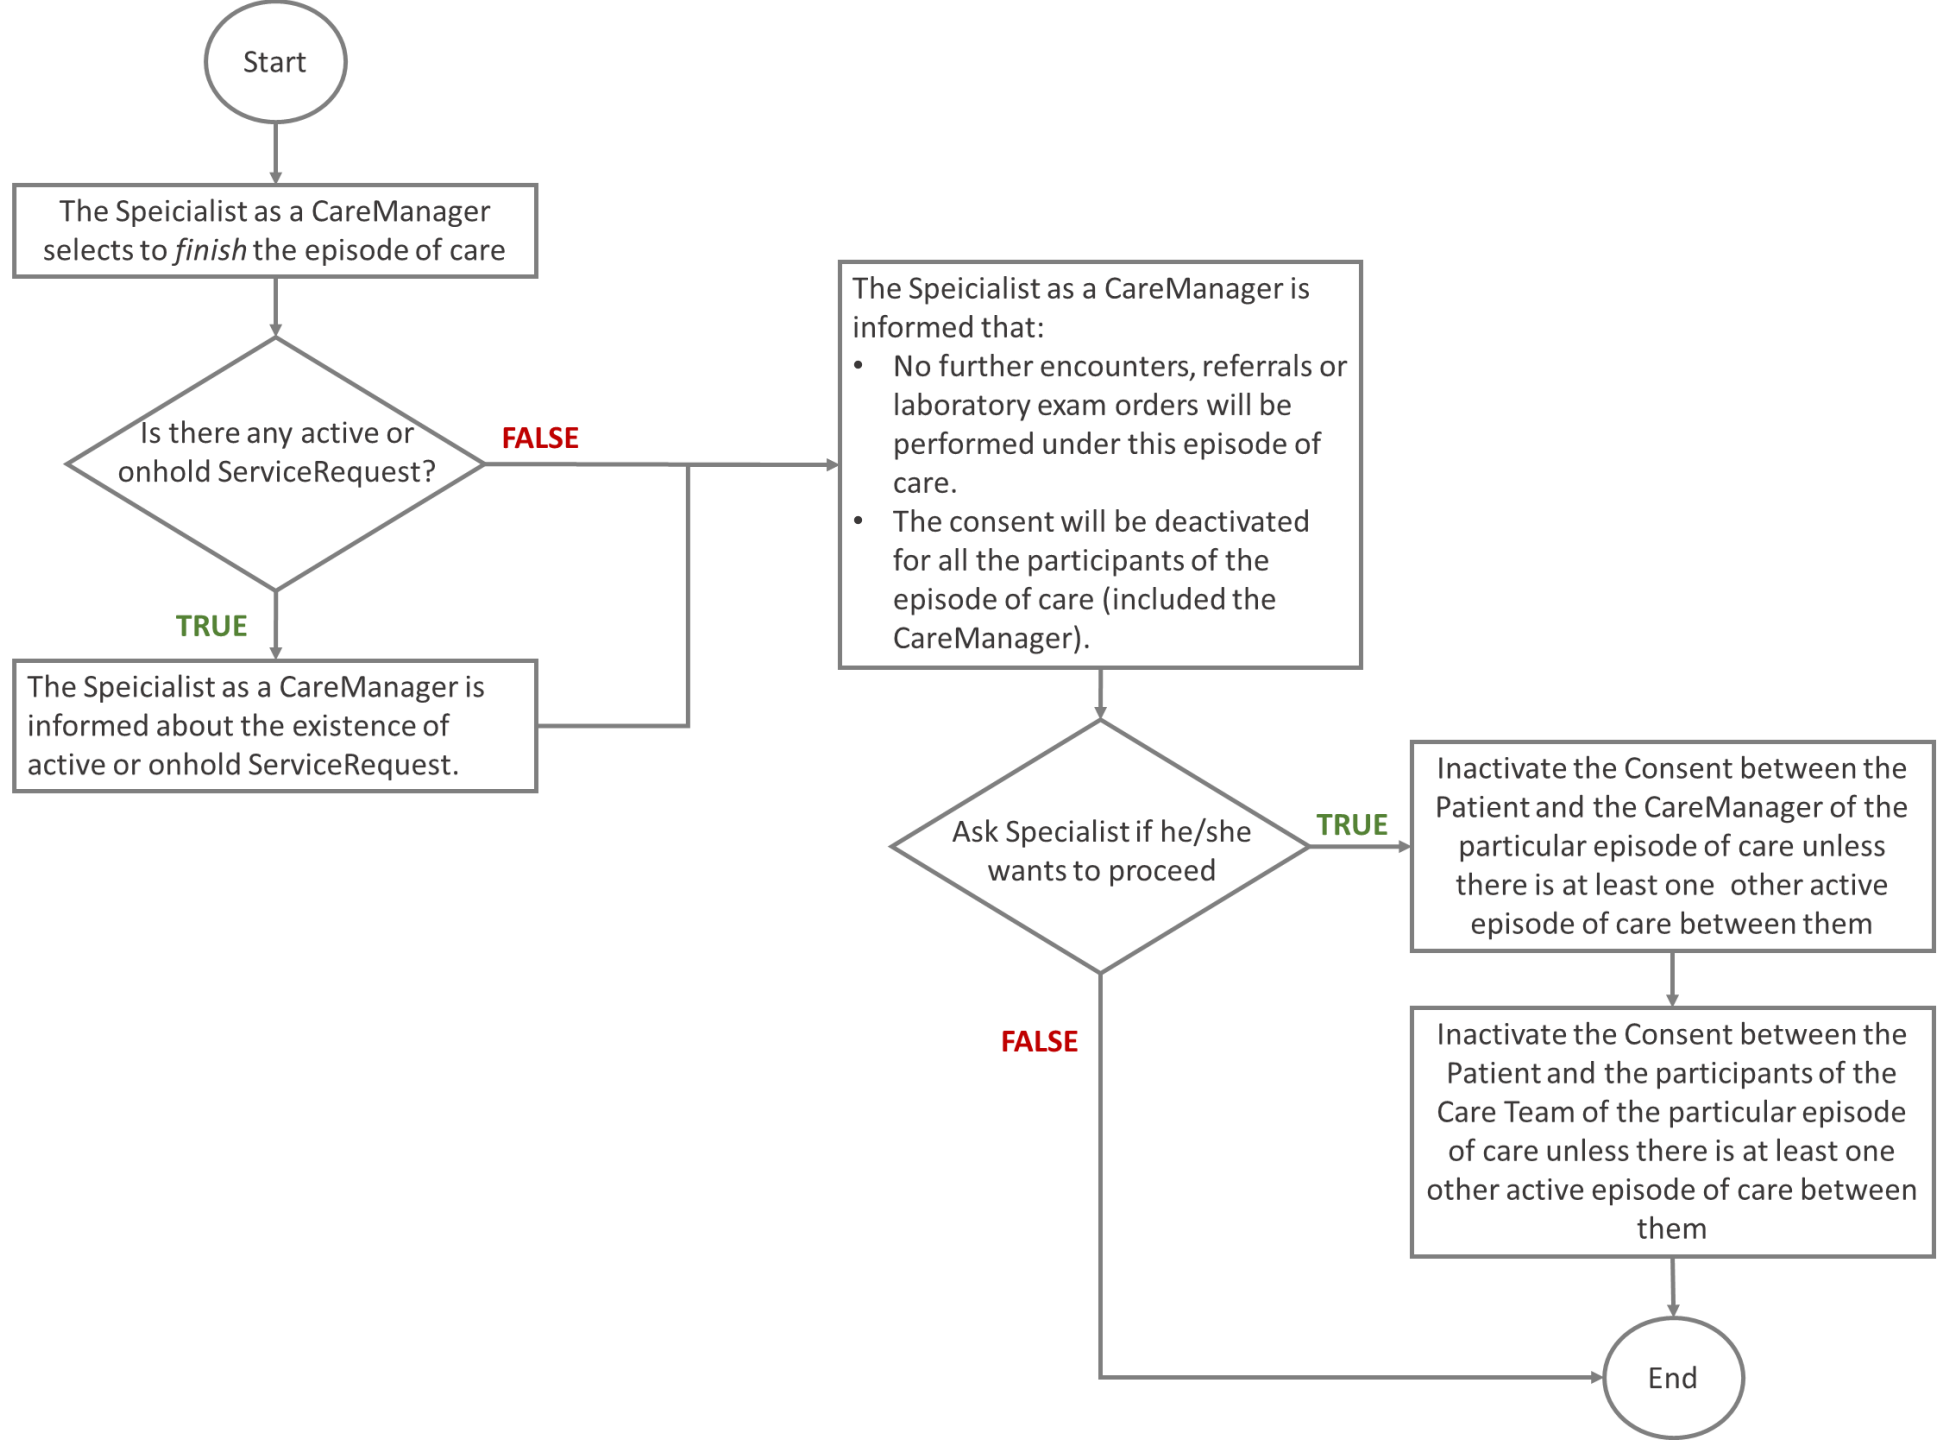 Start
The Speicialist as a CareManager
selects to finish the episode of care
Is there any active or
onhold ServiceRequest?
FALSE
TRUE
The Speicialist as a CareManager is
informed about the existence of
active or onhold ServiceRequest.
The Speicialist as a CareManager is
informed that:
• No further encounters, referrals or
laboratory exam orders will be
performed under this episode of
care.
• The consent will be deactivated
for all the participants of the
episode of care (included the
CareManager).
Ask Specialist if he/she
wants to proceed
TRUE
FALSE
Inactivate the Consent between the
Patient and the CareManager of the
particular episode of care unless
there is at least one other active
episode of care between them
Inactivate the Consent between the
Patient and the participants of the
Care Team of the particular episode
of care unless there is at least one
other active episode of care between
them
End